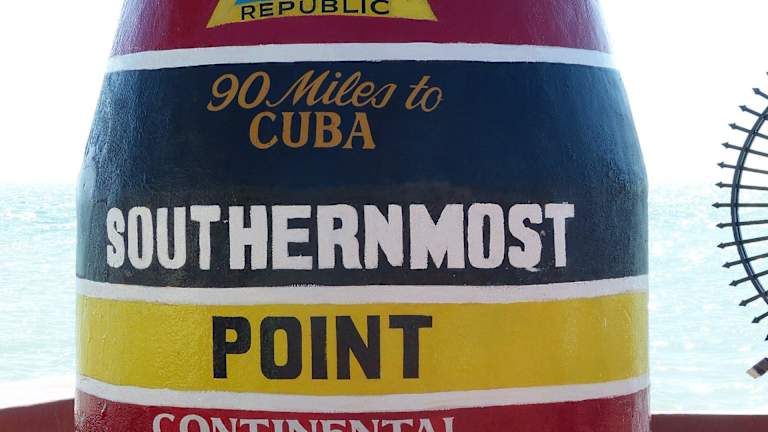 REPUBLIC
90 Miles to
CUBA
SOUTHERNMOST
POINT
CONTINENTAL